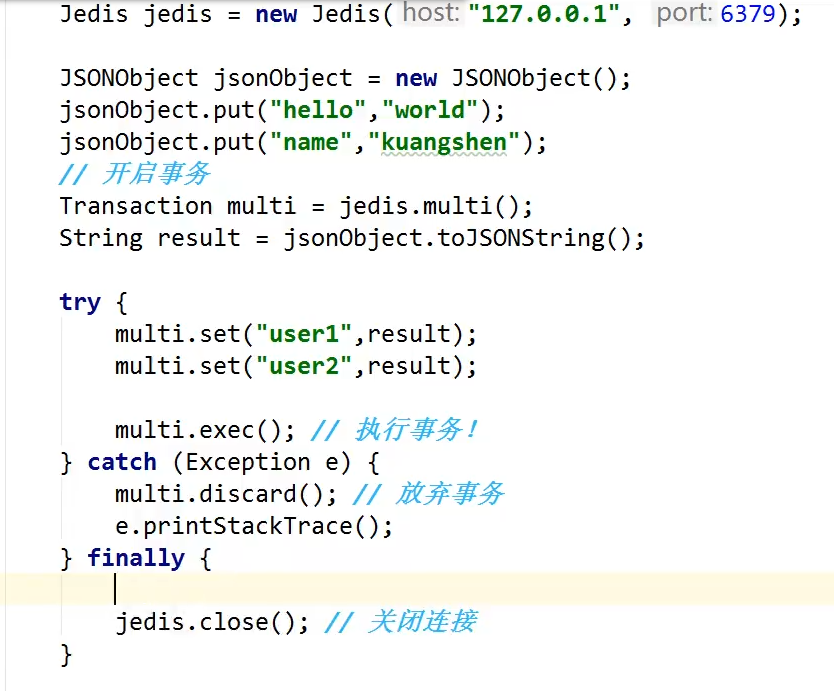 Jedis jedis = new Jedis( host: "127.0.0.1", port: 6379);
JSONObject jsonObject = new JSONObject();
jsonObject.put("hello","world");
jsonObject.put("name","kuangshen");
// 开启事务
Transaction multi = jedis.multi();
String result = jsonObject.toJSONString();
try {
multi.set("user1",result);
multi.set("user2",result);
multi.exec(); // 执行事务!
} catch (Exception e) {
multi.discard(); // 放弃事务
e.printStackTrace();
} finally {
jedis.close(); // 关闭连接
}